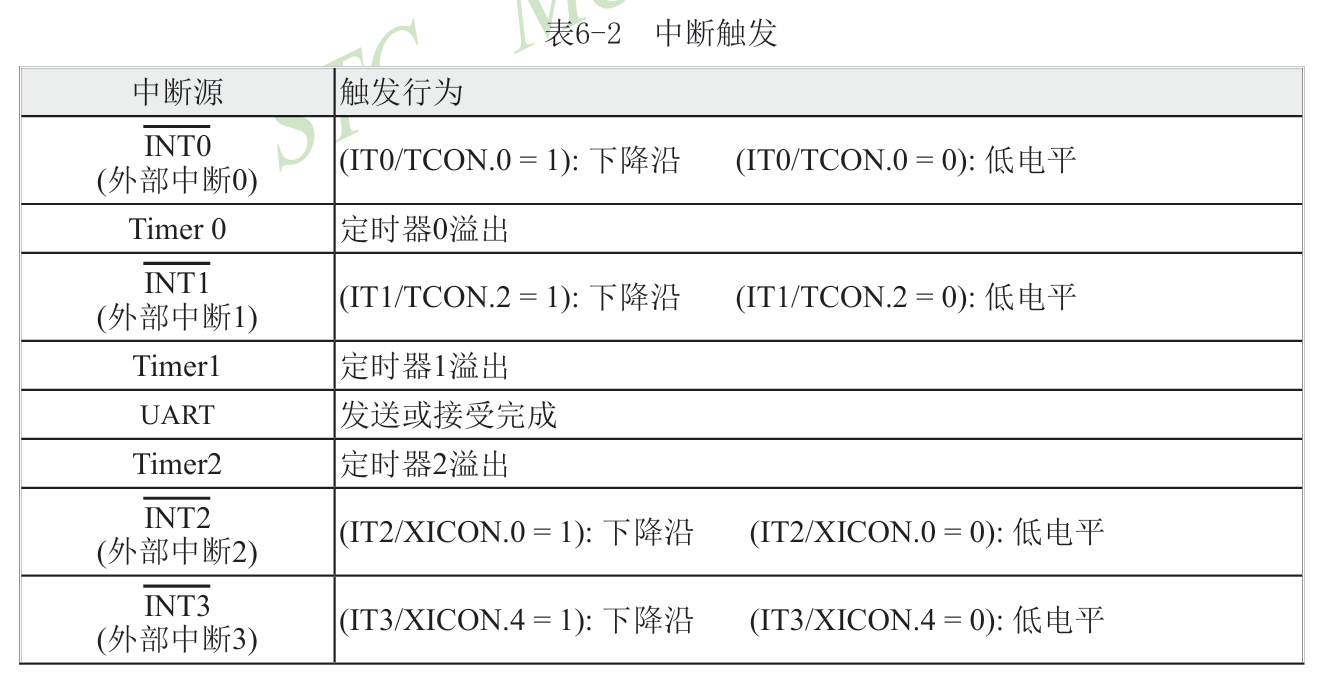 表6-2 中断触发
中断源 触发行为
INT0
(外部中断0)
(IT0/TCON.0 = 1): 下降沿 (IT0/TCON.0 = 0): 低电平
Timer 0 定时器0溢出
INT1
(外部中断1)
(IT1/TCON.2 = 1): 下降沿 (IT1/TCON.2 = 0): 低电平
Timer1 定时器1溢出
UART 发送或接受完成
Timer2 定时器2溢出
INT2
(外部中断2)
(IT2/XICON.0 = 1): 下降沿 (IT2/XICON.0 = 0): 低电平
INT3
(外部中断3)
(IT3/XICON.4 = 1): 下降沿 (IT3/XICON.4 = 0): 低电平
STC